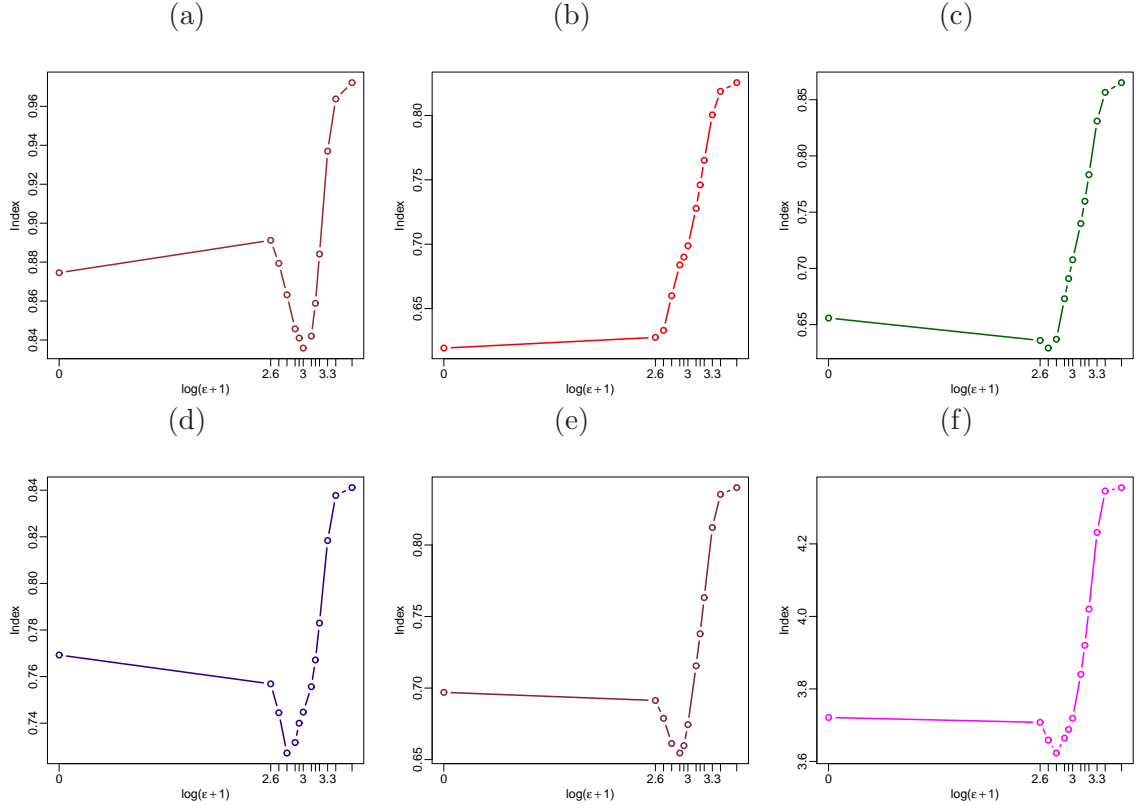 (a) (b) (c)
0.84 0.86 0.88 0.90 0.92 0.94 0.96
Index
0 2.6 3 3.3
log(ε+1)
0.65 0.70 0.75 0.80
Index
0 2.6 3 3.3
log(ε+1)
0.65 0.70 0.75 0.80 0.85
Index
0 2.6 3 3.3
log(ε+1)
(d) (e) (f)
0.74 0.76 0.78 0.80 0.82 0.84
Index
0 2.6 3 3.3
log(ε+1)
0.65 0.70 0.75 0.80
Index
0 2.6 3 3.3
log(ε+1)
3.6 3.8 4.0 4.2
Index
0 2.6 3 3.3
log(ε+1)